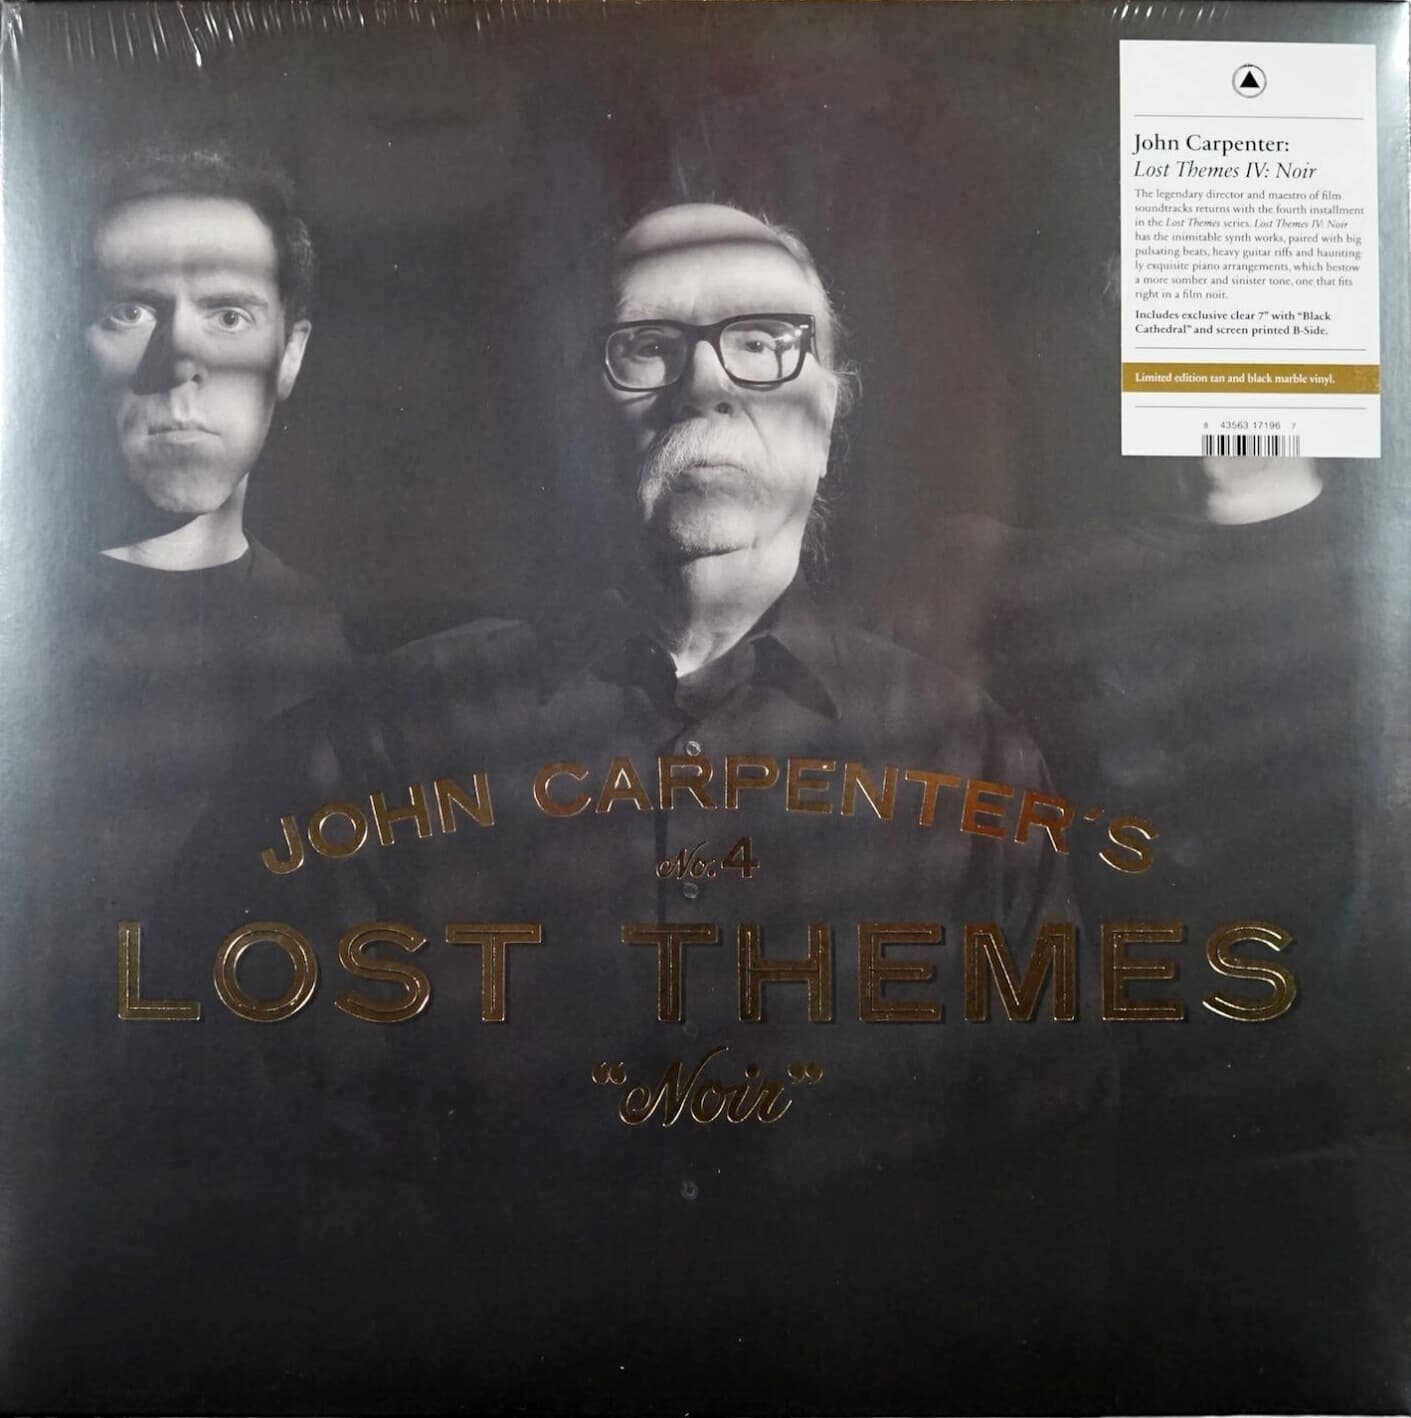 John Carpenter:
Lost Themes IV: Noir
The legendary director and maestro of film
soundtracks returns with the fourth installment
in the Lost Themes series. Lost Themes IV: Noir
has the inimitable synth works, paired with big
pulsating beats, heavy guitar riffs and haunting-
ly exquisite piano arrangements, which bestow
a more somber and sinister tone, one that fits
right in a film noir.
Includes exclusive clear 7" with “Black
Cathedral” and screen printed B-Side.
Limited edition tan and black marble vinyl.
8 43563 17196 7
JOHN CARPENTER'S
No. 4
LOST THEMES
“Noir”